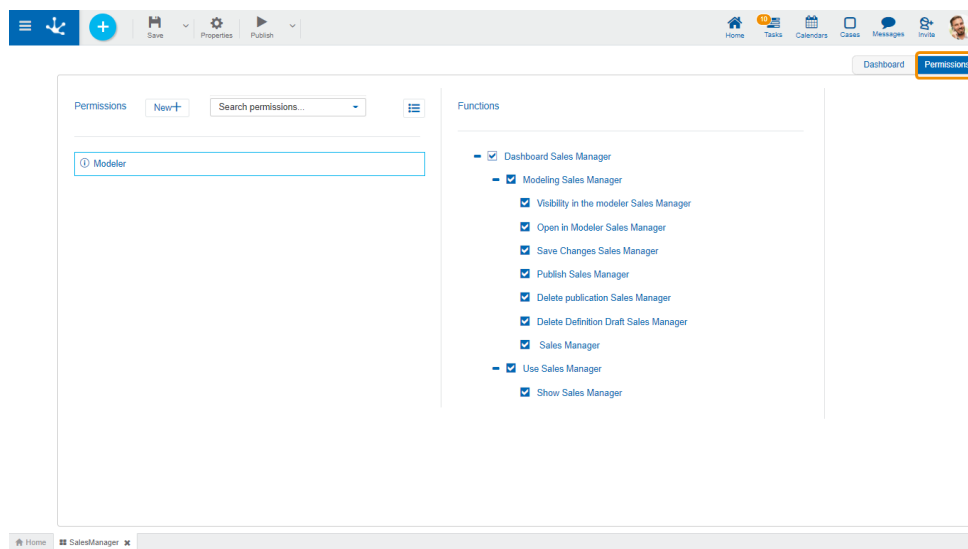 10
Save
Properties
Publish
Home
Tasks
Calendars
Cases
Messages
Invite
Dashboard
Permissions
Permissions
New+
Search permissions...
Functions
Modeler
Dashboard Sales Manager
Modeling Sales Manager
Visibility in the modeler Sales Manager
Open in Modeler Sales Manager
Save Changes Sales Manager
Publish Sales Manager
Delete publication Sales Manager
Delete Definition Draft Sales Manager
Sales Manager
Use Sales Manager
Show Sales Manager
Home
SalesManager